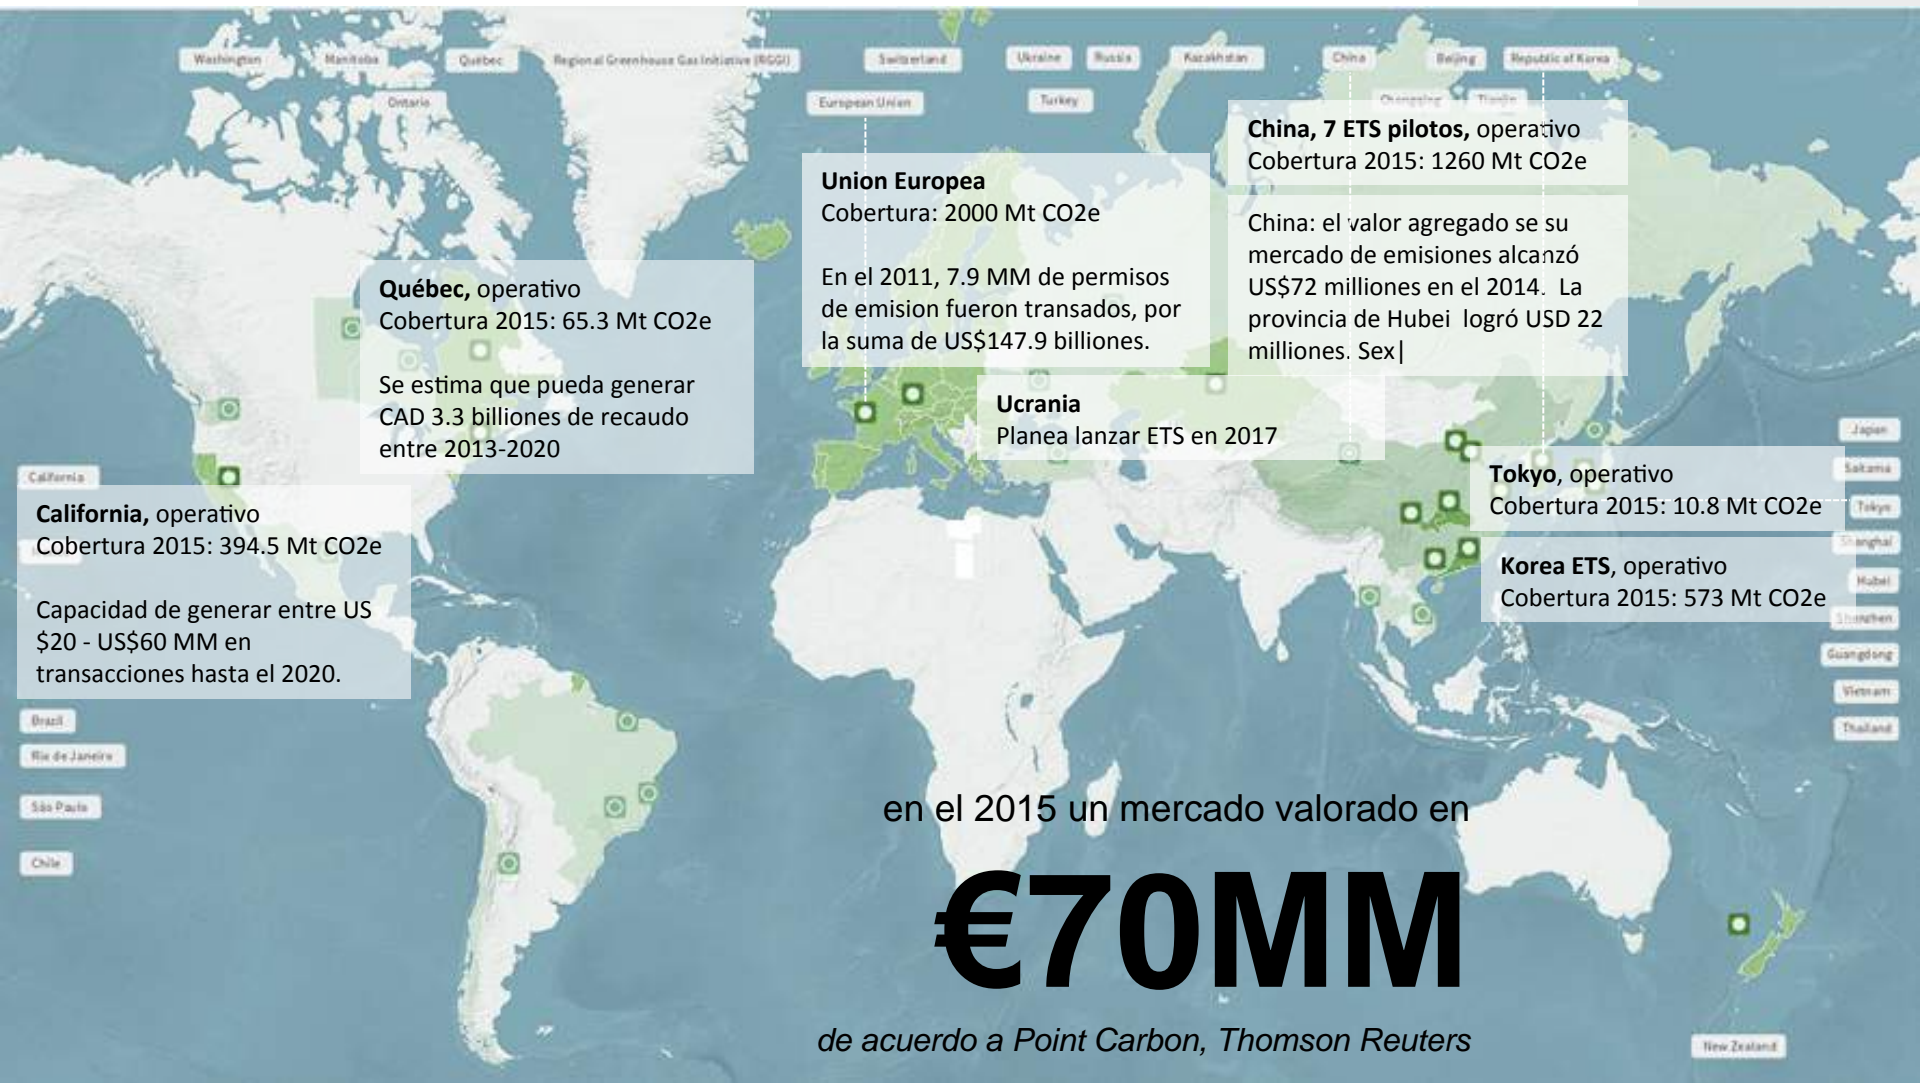 Washington
Manitoba
Québec
Regional Greenhouse Gas Initiative (RGGI)
Switzerland
Ukraine
Russia
Kazakhstan
China
Beijing
Republic of Korea
Ontario
European Union
Turkey
Chongqing
Tianjin
China, 7 ETS pilotos, operativo
Cobertura 2015: 1260 Mt CO2e
China: el valor agregado se su
mercado de emisiones alcanzó
US$72 milliones en el 2014. La
provincia de Hubei logró USD 22
milliones. Sex|
Union Europea
Cobertura: 2000 Mt CO2e
En el 2011, 7.9 MM de permisos
de emision fueron transados, por
la suma de US$147.9 billiones.
Québec, operativo
Cobertura 2015: 65.3 Mt CO2e
Se estima que pueda generar
CAD 3.3 billiones de recaudo
entre 2013-2020
Ucrania
Planea lanzar ETS en 2017
California
California, operativo
Cobertura 2015: 394.5 Mt CO2e
Capacidad de generar entre US
$20 - US$60 MM en
transacciones hasta el 2020.
Tokyo, operativo
Cobertura 2015: 10.8 Mt CO2e
Korea ETS, operativo
Cobertura 2015: 573 Mt CO2e
Japan
Saitama
Tokyo
Shanghai
Hubei
Shenzhen
Guangdong
Vietnam
Thailand
Brazil
Rio de Janeiro
São Paulo
Chile
en el 2015 un mercado valorado en
€70MM
de acuerdo a Point Carbon, Thomson Reuters
New Zealand